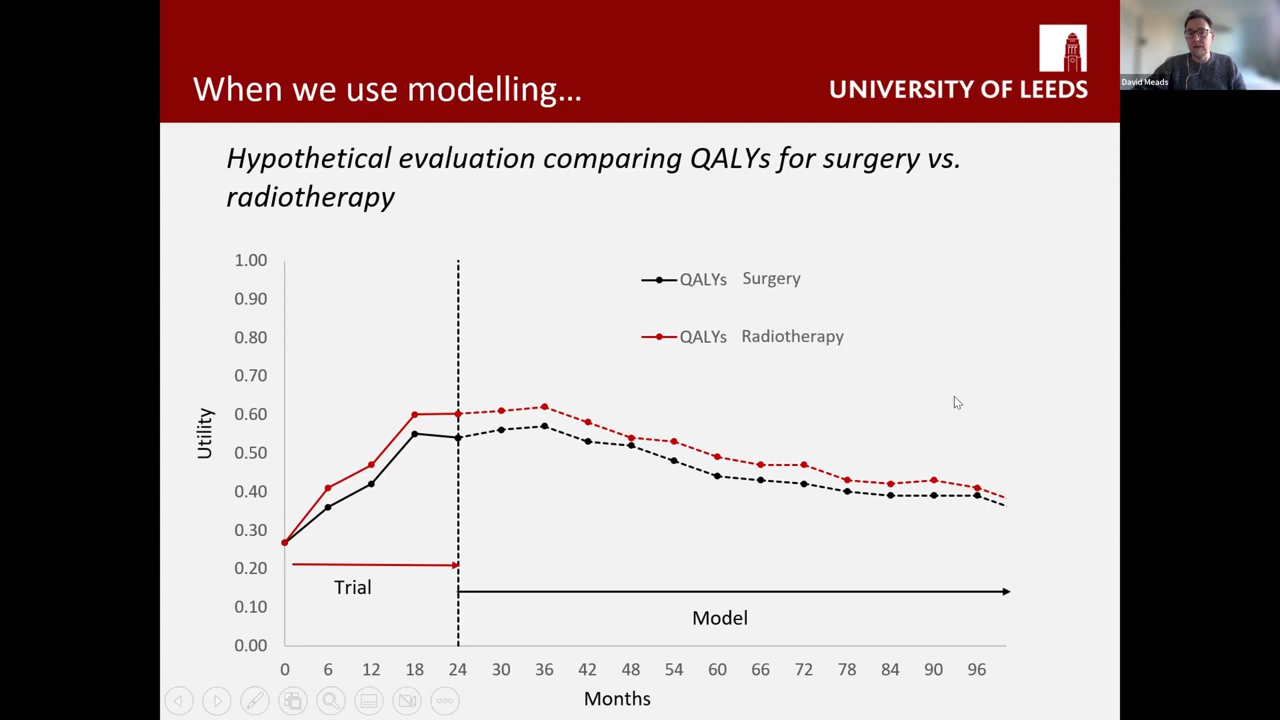 When we use modelling...
UNIVERSITY OF LEEDS
David Meads
Hypothetical evaluation comparing QALYs for surgery vs.
radiotherapy
1.00
0.90
0.80
0.70
0.60
0.50
0.40
0.30
0.20
0.10
0.00
Utility
QALYs Surgery
QALYs Radiotherapy
Trial
Model
0 6 12 18 24 30 36 42 48 54 60 66 72 78 84 90 96
Months